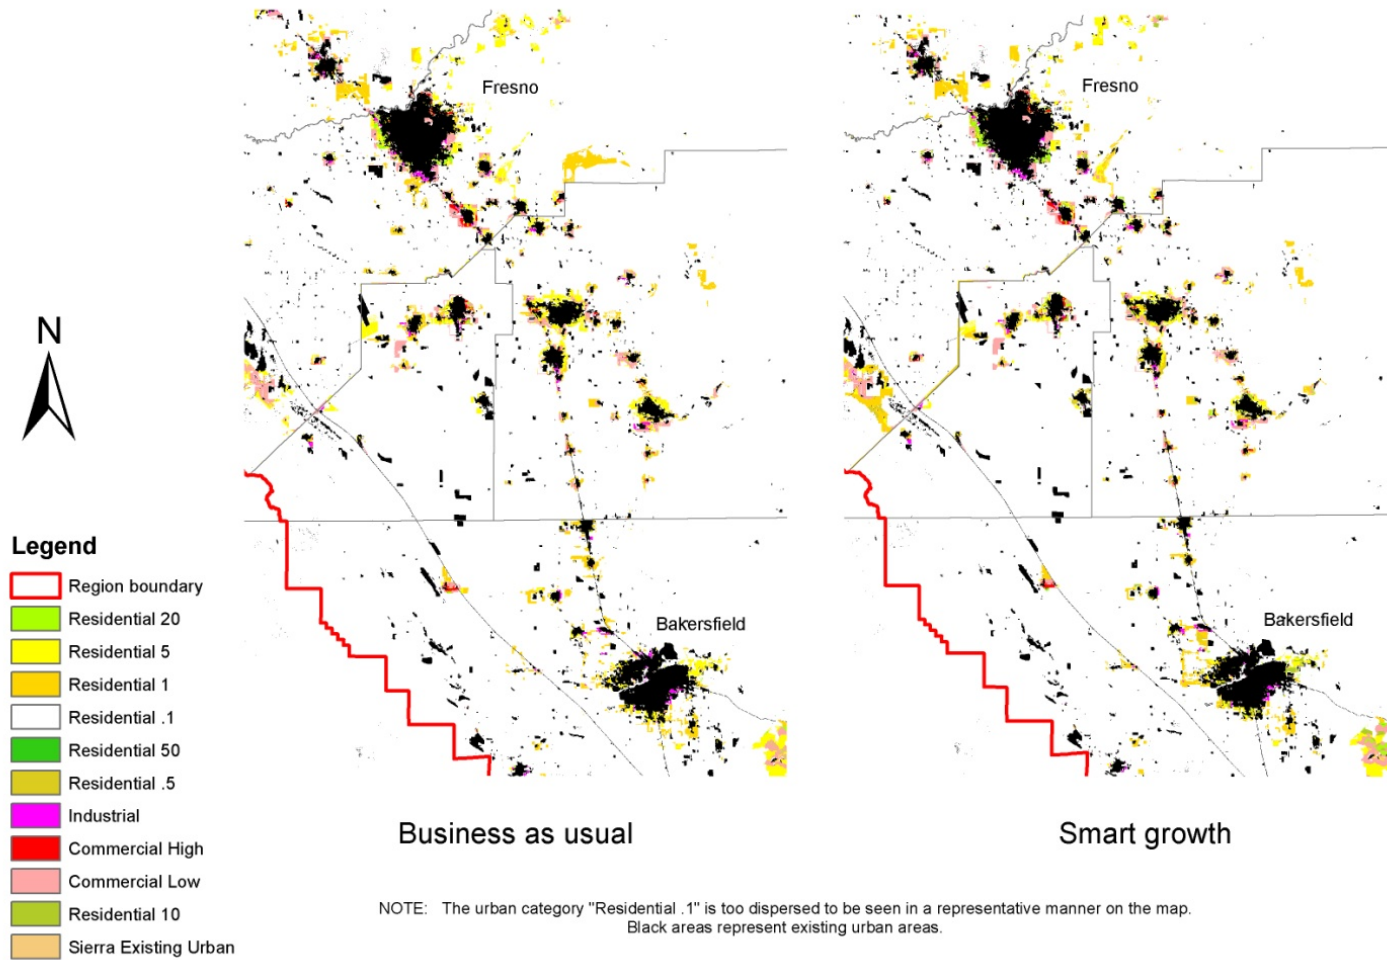 Fresno
Fresno
N
Bakersfield
Bakersfield
Legend
Region boundary
Residential 20
Residential 5
Residential 1
Residential .1
Residential 50
Residential .5
Industrial
Commercial High
Commercial Low
Residential 10
Sierra Existing Urban
Business as usual
Smart growth
NOTE: The urban category "Residential .1" is too dispersed to be seen in a representative manner on the map.
Black areas represent existing urban areas.